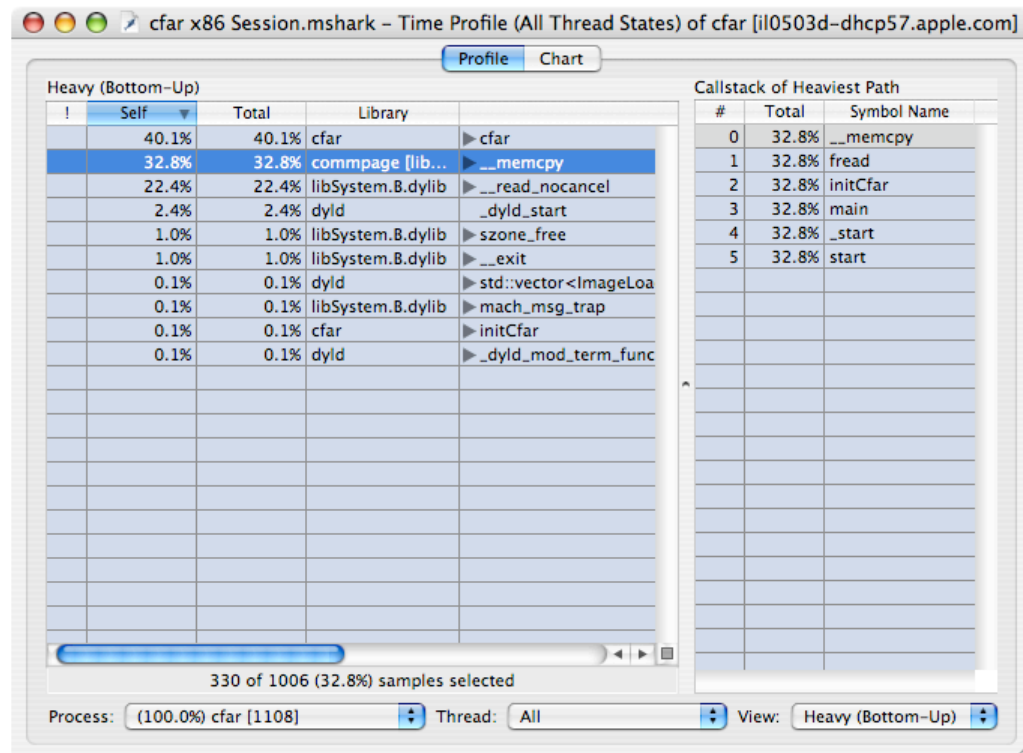 cfar x86 Session.mshark – Time Profile (All Thread States) of cfar [il0503d-dhcp57.apple.com]
Profile Chart
Heavy (Bottom-Up)
! Self Total Library
40.1% 40.1% cfar cfar
32.8% 32.8% commpage [lib... __memcpy
22.4% 22.4% libSystem.B.dylib __read_nocancel
2.4% 2.4% dyld _dyld_start
1.0% 1.0% libSystem.B.dylib szone_free
1.0% 1.0% libSystem.B.dylib __exit
0.1% 0.1% dyld std::vector<ImageLoa
0.1% 0.1% libSystem.B.dylib mach_msg_trap
0.1% 0.1% cfar initCfar
0.1% 0.1% dyld _dyld_mod_term_func
330 of 1006 (32.8%) samples selected
Callstack of Heaviest Path
# Total Symbol Name
0 32.8% __memcpy
1 32.8% fread
2 32.8% initCfar
3 32.8% main
4 32.8% _start
5 32.8% start
Process: (100.0%) cfar [1108] Thread: All View: Heavy (Bottom-Up)